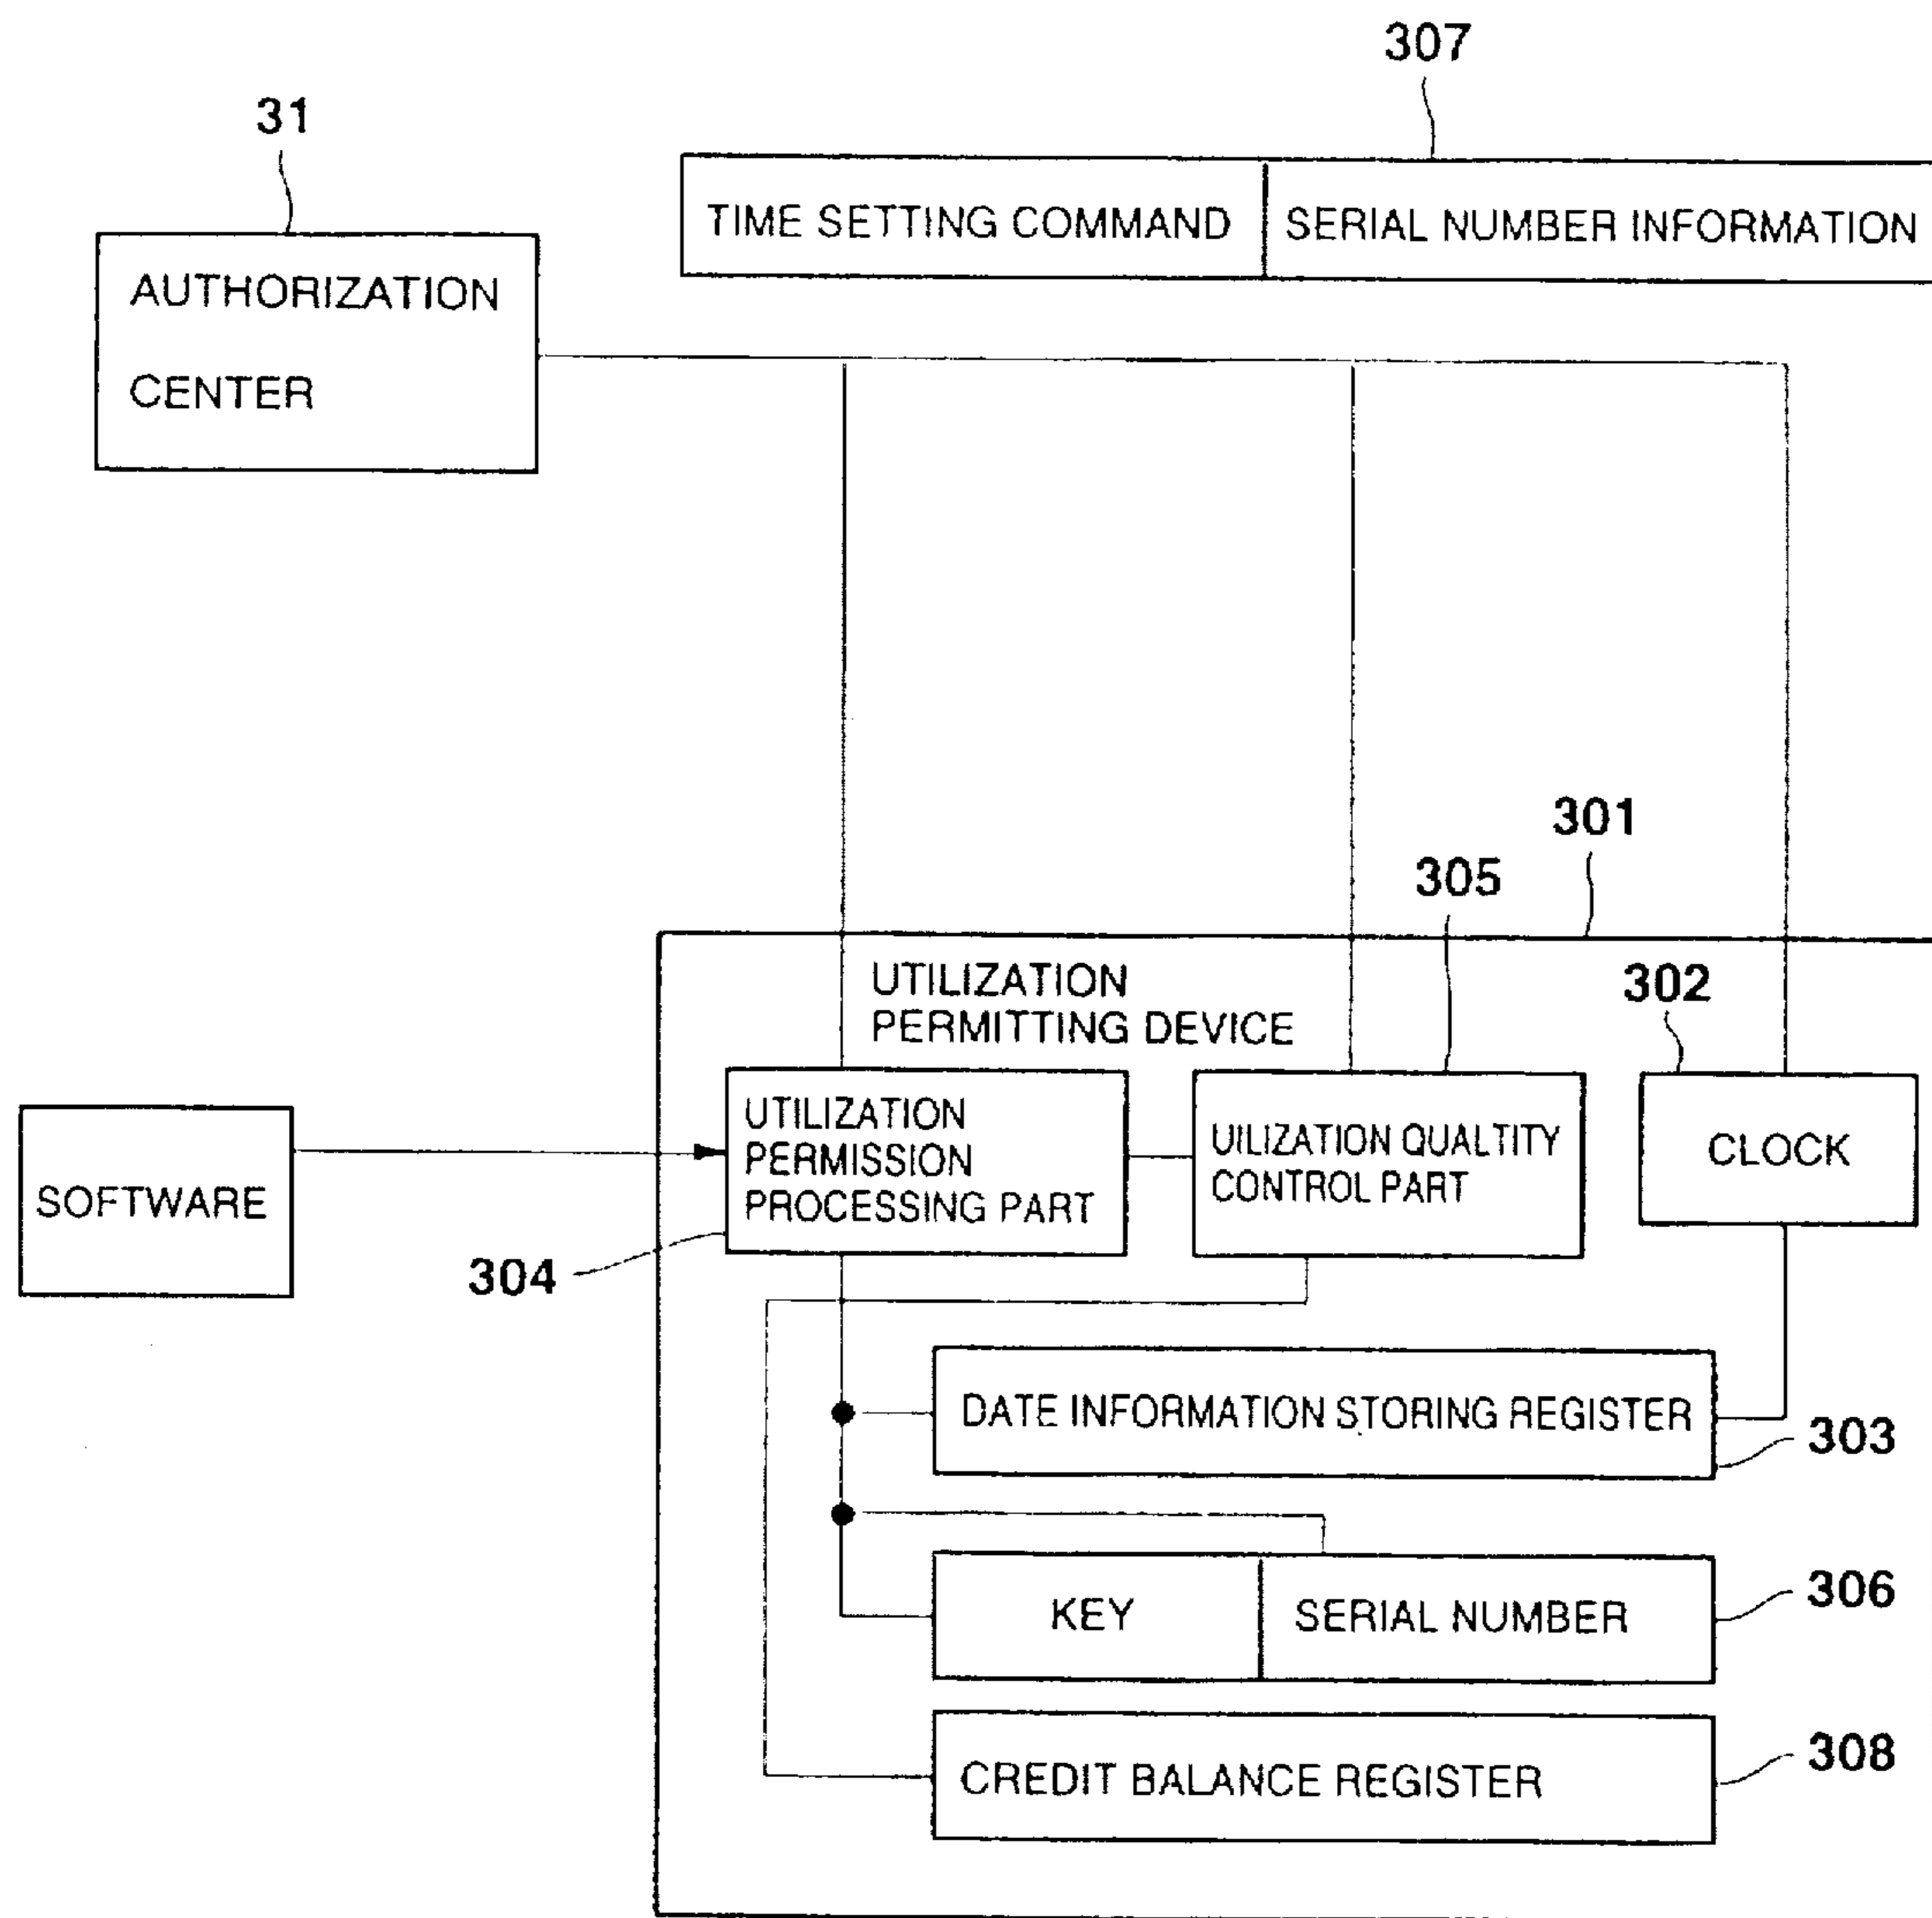 307
31
TIME SETTING COMMAND SERIAL NUMBER INFORMATION
AUTHORIZATION
CENTER
301
305
UTILIZATION
PERMITTING DEVICE
302
UTILIZATION
PERMISSION
PROCESSING PART
UILIZATION QUALTITY
CONTROL PART
CLOCK
SOFTWARE
304
DATE INFORMATION STORING REGISTER
303
KEY SERIAL NUMBER
306
CREDIT BALANCE REGISTER
308